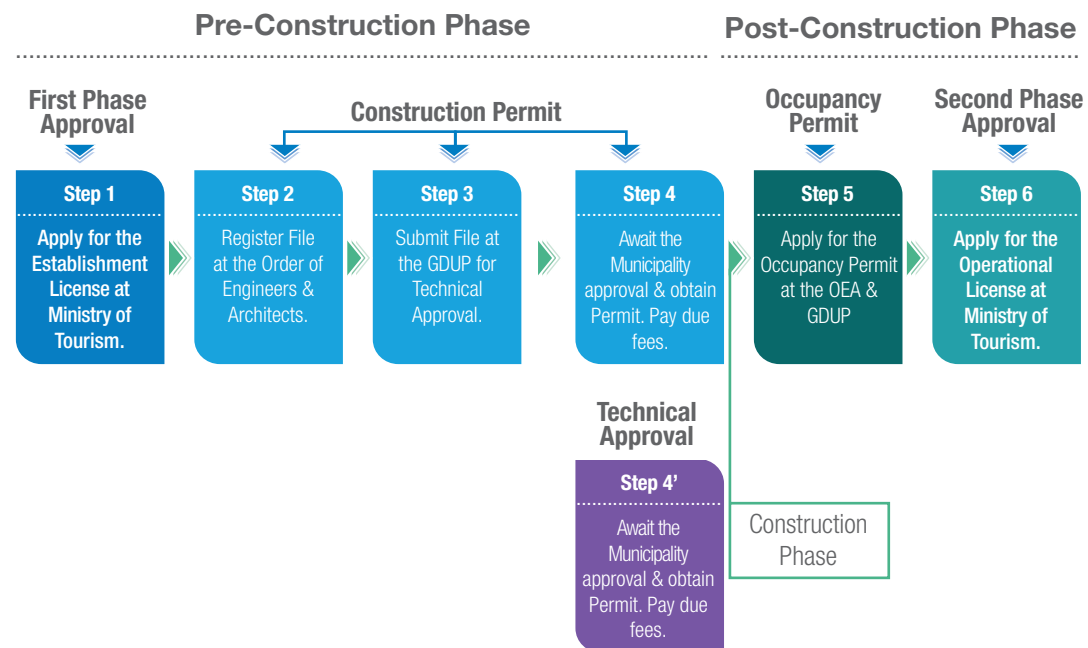 Pre-Construction Phase
Post-Construction Phase
First Phase
Approval
Construction Permit
Occupancy
Permit
Second Phase
Approval
Step 1
Apply for the
Establishment
License at
Ministry of
Tourism.
Step 2
Register File
at the Order of
Engineers &
Architects.
Step 3
Submit File at
the GDUP for
Technical
Approval.
Step 4
Await the
Municipality
approval & obtain
Permit. Pay due
fees.
Step 5
Apply for the
Occupancy Permit
at the OEA &
GDUP
Step 6
Apply for the
Operational
License at
Ministry of
Tourism.
Technical
Approval
Step 4’
Await the
Municipality
approval & obtain
Permit. Pay due
fees.
Construction
Phase